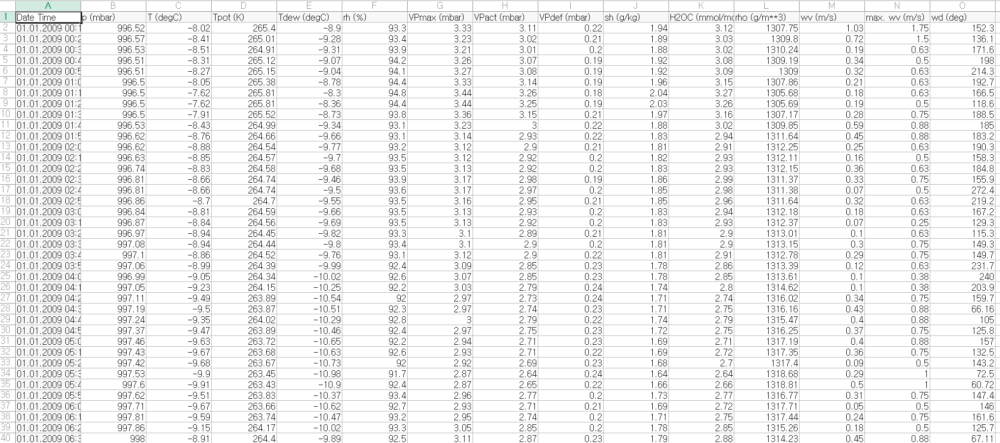 A B C D E F G H I J K L M N O
1 Date Time p (mbar) T (degC) Tpot (K) Tdew (degC) rh (%) VPmax (mbar) VPact (mbar) VPdef (mbar) sh (g/kg) H2OC (mmol/mo rho (g/m**3) wv (m/s) max. wv (m/s) wd (deg)
2 01.01.2009 00:1 996.52 -8.02 265.4 -8.9 93.3 3.33 3.11 0.22 1.94 3.12 1307.75 1.03 1.75 152.3
3 01.01.2009 00:2 996.57 -8.41 265.01 -9.28 93.4 3.23 3.02 0.21 1.89 3.03 1309.8 0.72 1.5 136.1
4 01.01.2009 00:3 996.53 -8.51 264.91 -9.31 93.9 3.21 3.01 0.2 1.88 3.02 1310.24 0.19 0.63 171.6
5 01.01.2009 00:4 996.51 -8.31 265.12 -9.07 94.2 3.26 3.07 0.19 1.92 3.08 1309.19 0.34 0.5 198
6 01.01.2009 00:5 996.51 -8.27 265.15 -9.04 94.1 3.27 3.08 0.19 1.92 3.09 1309 0.32 0.63 214.3
7 01.01.2009 01:0 996.5 -8.05 265.38 -8.78 94.4 3.33 3.14 0.19 1.96 3.15 1307.86 0.21 0.63 192.7
8 01.01.2009 01:1 996.5 -7.62 265.81 -8.3 94.8 3.44 3.26 0.18 2.04 3.27 1305.68 0.18 0.63 166.5
9 01.01.2009 01:2 996.5 -7.62 265.81 -8.36 94.4 3.44 3.25 0.19 2.03 3.26 1305.69 0.19 0.5 118.6
10 01.01.2009 01:3 996.5 -7.91 265.52 -8.73 93.8 3.36 3.15 0.21 1.97 3.16 1307.17 0.28 0.75 188.5
11 01.01.2009 01:4 996.53 -8.43 264.99 -9.34 93.1 3.23 3 0.22 1.88 3.02 1309.85 0.59 0.88 185
12 01.01.2009 01:5 996.62 -8.76 264.66 -9.66 93.1 3.14 2.93 0.22 1.83 2.94 1311.64 0.45 0.88 183.2
13 01.01.2009 02:0 996.62 -8.88 264.54 -9.77 93.2 3.12 2.9 0.21 1.81 2.91 1312.25 0.25 0.63 190.3
14 01.01.2009 02:1 996.63 -8.85 264.57 -9.7 93.5 3.12 2.92 0.2 1.82 2.93 1312.11 0.16 0.5 158.3
15 01.01.2009 02:2 996.74 -8.83 264.58 -9.68 93.5 3.13 2.92 0.2 1.83 2.93 1312.15 0.36 0.63 184.8
16 01.01.2009 02:3 996.81 -8.66 264.74 -9.46 93.9 3.17 2.98 0.19 1.86 2.99 1311.37 0.33 0.75 155.9
17 01.01.2009 02:4 996.81 -8.66 264.74 -9.5 93.6 3.17 2.97 0.2 1.85 2.98 1311.38 0.07 0.5 272.4
18 01.01.2009 02:5 996.86 -8.7 264.7 -9.55 93.5 3.16 2.95 0.21 1.85 2.96 1311.64 0.32 0.63 219.2
19 01.01.2009 03:0 996.84 -8.81 264.59 -9.66 93.5 3.13 2.93 0.2 1.83 2.94 1312.18 0.18 0.63 167.2
20 01.01.2009 03:1 996.87 -8.84 264.56 -9.69 93.5 3.13 2.92 0.2 1.83 2.93 1312.37 0.07 0.25 129.3
21 01.01.2009 03:2 996.97 -8.94 264.45 -9.82 93.3 3.1 2.89 0.21 1.81 2.9 1313.01 0.1 0.63 115.3
22 01.01.2009 03:3 997.08 -8.94 264.44 -9.8 93.4 3.1 2.9 0.2 1.81 2.9 1313.15 0.3 0.75 149.3
23 01.01.2009 03:4 997.1 -8.86 264.52 -9.76 93.1 3.12 2.9 0.22 1.81 2.91 1312.78 0.29 0.75 149.7
24 01.01.2009 03:5 997.06 -8.99 264.39 -9.99 92.4 3.09 2.85 0.23 1.78 2.86 1313.39 0.12 0.63 231.7
25 01.01.2009 04:0 996.99 -9.05 264.34 -10.02 92.6 3.07 2.85 0.23 1.78 2.85 1313.61 0.1 0.38 240
26 01.01.2009 04:1 997.05 -9.23 264.15 -10.25 92.2 3.03 2.79 0.24 1.74 2.8 1314.62 0.1 0.38 203.9
27 01.01.2009 04:2 997.11 -9.49 263.89 -10.54 92 2.97 2.73 0.24 1.71 2.74 1316.02 0.34 0.75 159.7
28 01.01.2009 04:3 997.19 -9.5 263.87 -10.51 92.3 2.97 2.74 0.23 1.71 2.75 1316.16 0.43 0.88 66.16
29 01.01.2009 04:4 997.24 -9.35 264.02 -10.29 92.8 3 2.79 0.22 1.74 2.79 1315.47 0.4 0.88 105
30 01.01.2009 04:5 997.37 -9.47 263.89 -10.46 92.4 2.97 2.75 0.23 1.72 2.75 1316.25 0.37 0.75 125.8
31 01.01.2009 05:0 997.46 -9.63 263.72 -10.65 92.2 2.94 2.71 0.23 1.69 2.71 1317.19 0.4 0.88 157
32 01.01.2009 05:1 997.43 -9.67 263.68 -10.63 92.6 2.93 2.71 0.22 1.69 2.72 1317.35 0.36 0.75 132.5
33 01.01.2009 05:2 997.42 -9.68 263.67 -10.73 92 2.92 2.69 0.23 1.68 2.7 1317.4 0.09 0.5 143.2
34 01.01.2009 05:3 997.53 -9.9 263.45 -10.98 91.7 2.87 2.64 0.24 1.64 2.64 1318.68 0.29 1 72.5
35 01.01.2009 05:4 997.6 -9.91 263.43 -10.9 92.4 2.87 2.65 0.22 1.66 2.66 1318.81 0.5 1 60.72
36 01.01.2009 05:5 997.62 -9.51 263.83 -10.37 93.4 2.96 2.77 0.2 1.73 2.77 1316.77 0.31 0.75 147.4
37 01.01.2009 06:0 997.71 -9.67 263.66 -10.62 92.7 2.93 2.71 0.21 1.69 2.72 1317.71 0.05 0.5 146
38 01.01.2009 06:1 997.81 -9.59 263.74 -10.47 93.2 2.95 2.74 0.2 1.71 2.75 1317.44 0.24 0.75 161.6
39 01.01.2009 06:2 997.86 -9.15 264.17 -10.02 93.3 3.05 2.85 0.2 1.78 2.85 1315.26 0.18 0.5 125.7
40 01.01.2009 06:3 998 -8.91 264.4 -9.89 92.5 3.11 2.87 0.23 1.79 2.88 1314.23 0.45 0.88 67.11